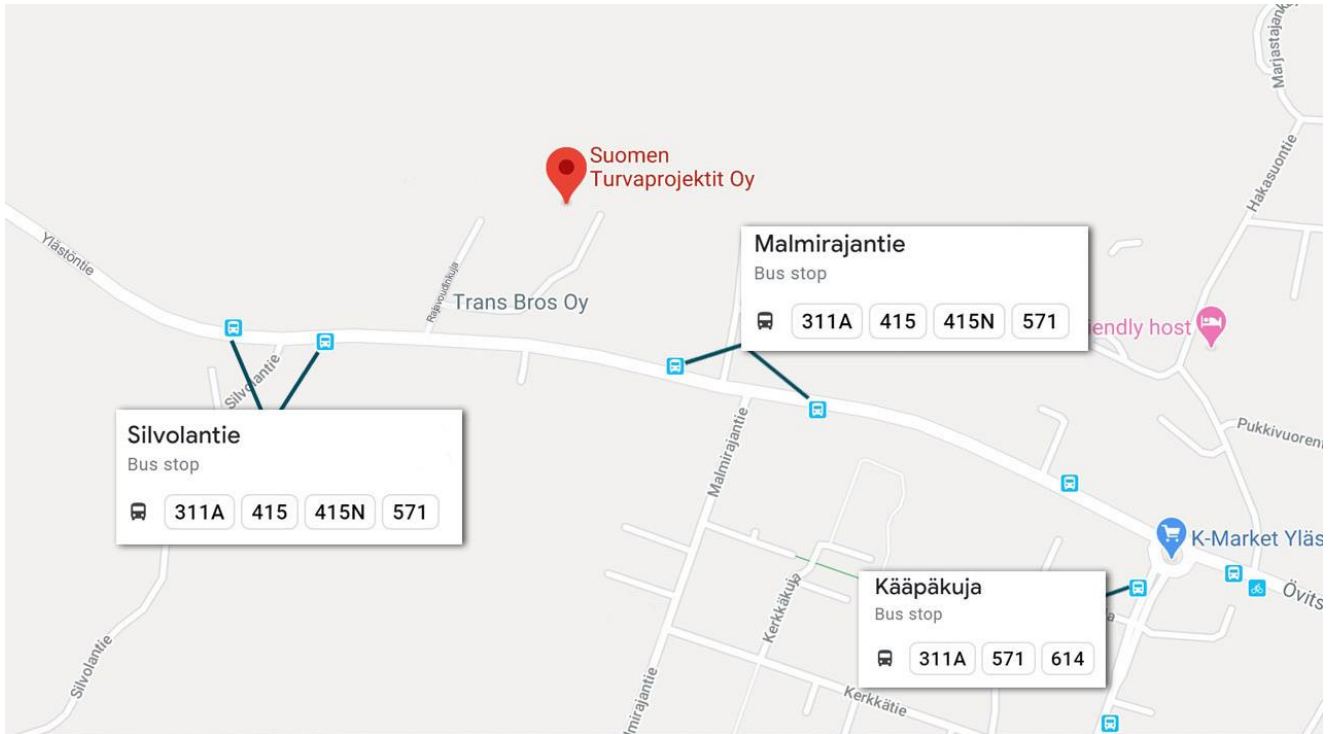 Marjastajank
Hakasuontie
Suomen
Turvaprojektit Oy
Ylästöntie
Rajavoudinkuja
Trans Bros Oy
Malmirajantie
Bus stop
311A 415 415N 571
iendly host
Silvolantie
Silvolantie
Bus stop
311A 415 415N 571
Malmirajantie
Pukkivuorent
K-Market Yläs
Övits
Kääpäkuja
Bus stop
311A 571 614
Kerkkäkuja
Kerkkätie
Silvolantie
lmirajantie